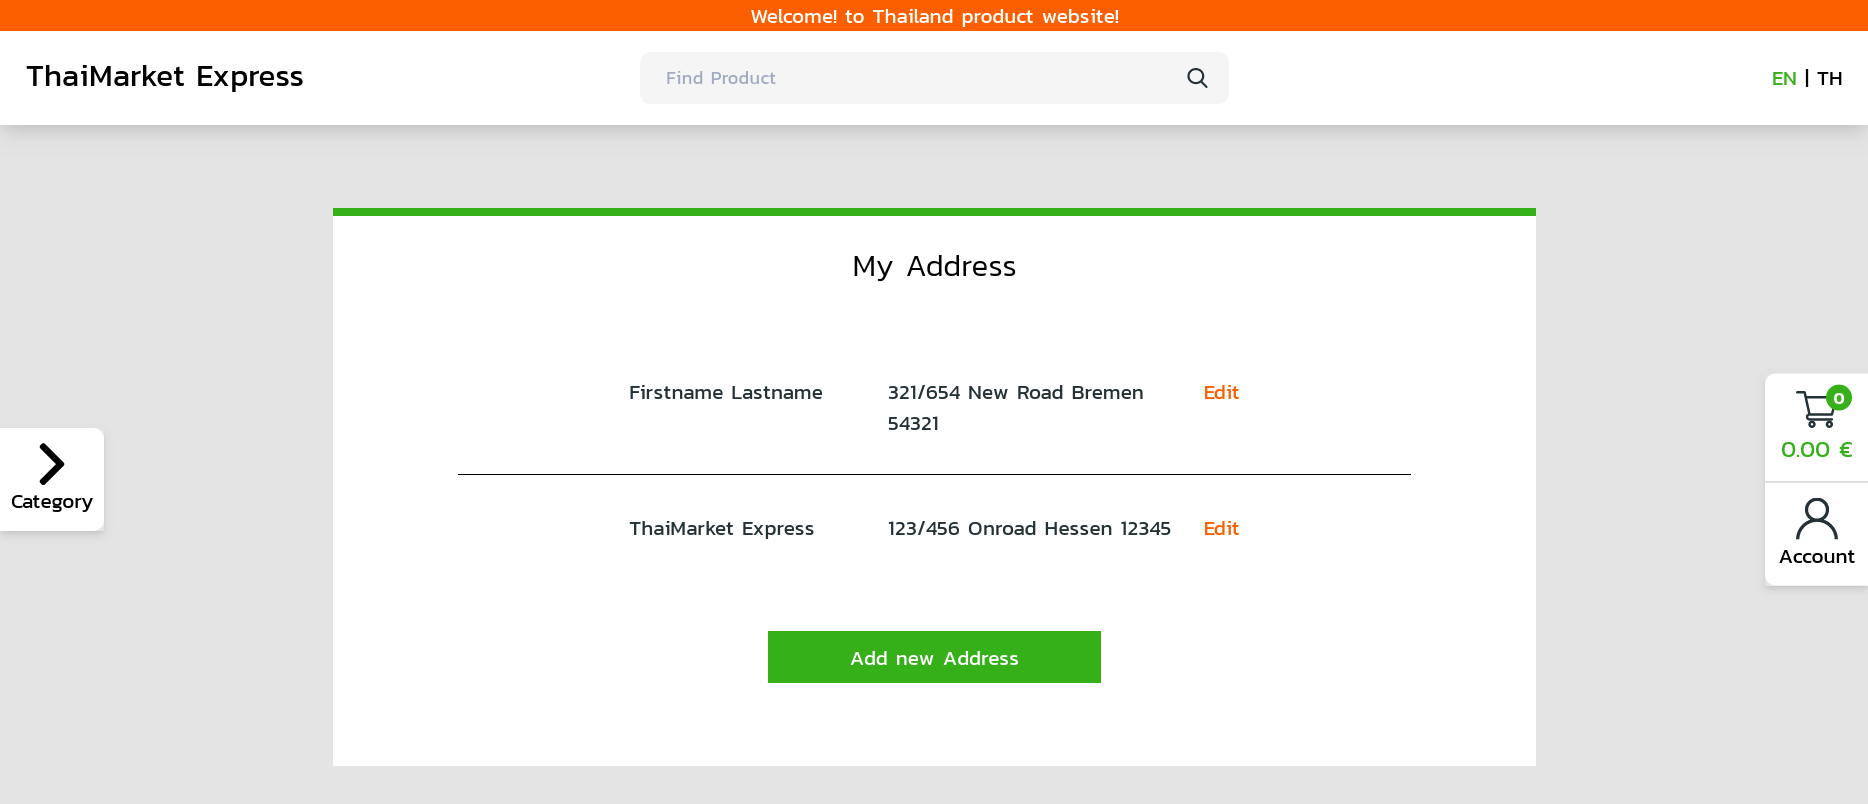 Welcome! to Thailand product website!
ThaiMarket Express
Find Product
EN | TH
My Address
Firstname Lastname
321/654 New Road Bremen
54321
Edit
ThaiMarket Express
123/456 Onroad Hessen 12345
Edit
Add new Address
Category
0
0.00 €
Account